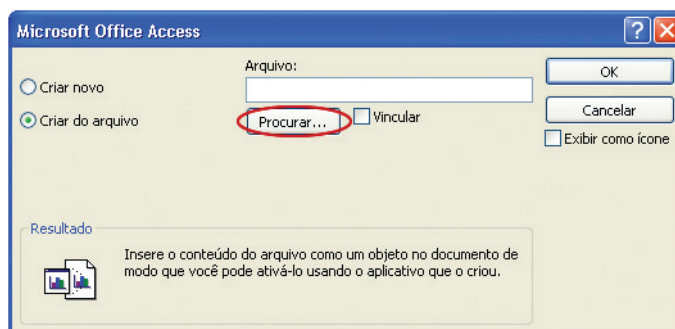 Microsoft Office Access
Arquivo:
OK
Criar novo
Criar do arquivo
Procurar...
Vincular
Cancelar
Exibir como ícone
Resultado
Insere o conteúdo do arquivo como um objeto no documento de
modo que você pode ativá-lo usando o aplicativo que o criou.